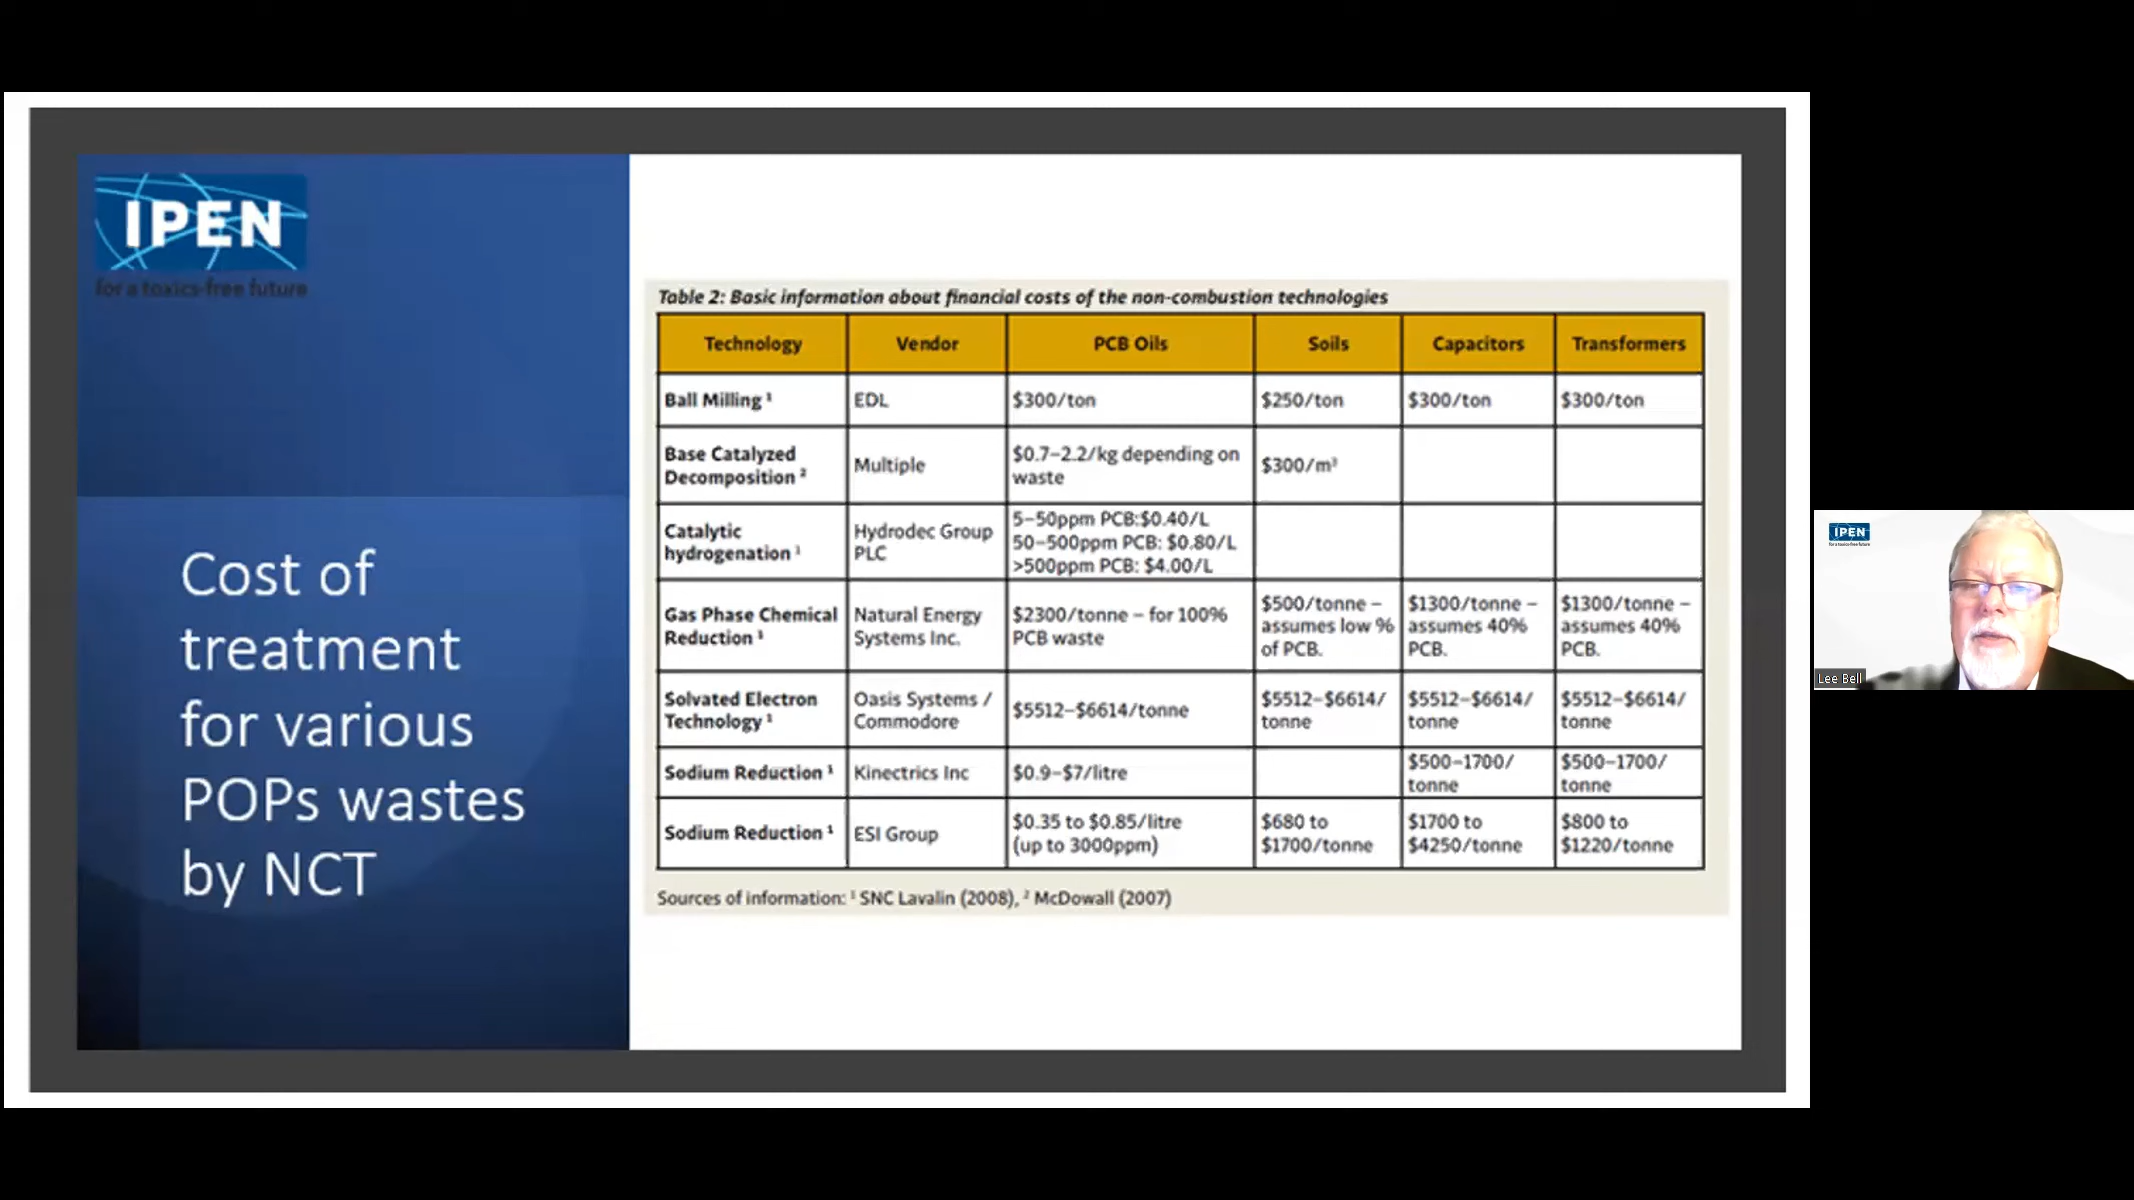 IPEN
for a toxics-free future
Cost of
treatment
for various
POPs wastes
by NCT
Table 2: Basic information about financial costs of the non-combustion technologies
Technology Vendor PCB Oils Soils Capacitors Transformers
Ball Milling ¹ EDL $300/ton $250/ton $300/ton $300/ton
Base Catalyzed
Decomposition ²
Multiple
$0.7–2.2/kg depending on
waste
$300/m³
Catalytic
hydrogenation ¹
Hydrodec Group
PLC
5–50ppm PCB:$0.40/L
50–500ppm PCB: $0.80/L
>500ppm PCB: $4.00/L
Gas Phase Chemical
Reduction ¹
Natural Energy
Systems Inc.
$2300/tonne – for 100%
PCB waste
$500/tonne –
assumes low %
of PCB.
$1300/tonne –
assumes 40%
PCB.
$1300/tonne –
assumes 40%
PCB.
Solvated Electron
Technology ¹
Oasis Systems /
Commodore
$5512–$6614/tonne
$5512–$6614/
tonne
$5512–$6614/
tonne
$5512–$6614/
tonne
Sodium Reduction ¹
Kinectrics Inc
$0.9–$7/litre
$500–1700/
tonne
$500–1700/
tonne
Sodium Reduction ¹
ESI Group
$0.35 to $0.85/litre
(up to 3000ppm)
$680 to
$1700/tonne
$1700 to
$4250/tonne
$800 to
$1220/tonne
Sources of information: ¹ SNC Lavalin (2008), ² McDowall (2007)
IPEN
for a toxics-free future
Lee Bell